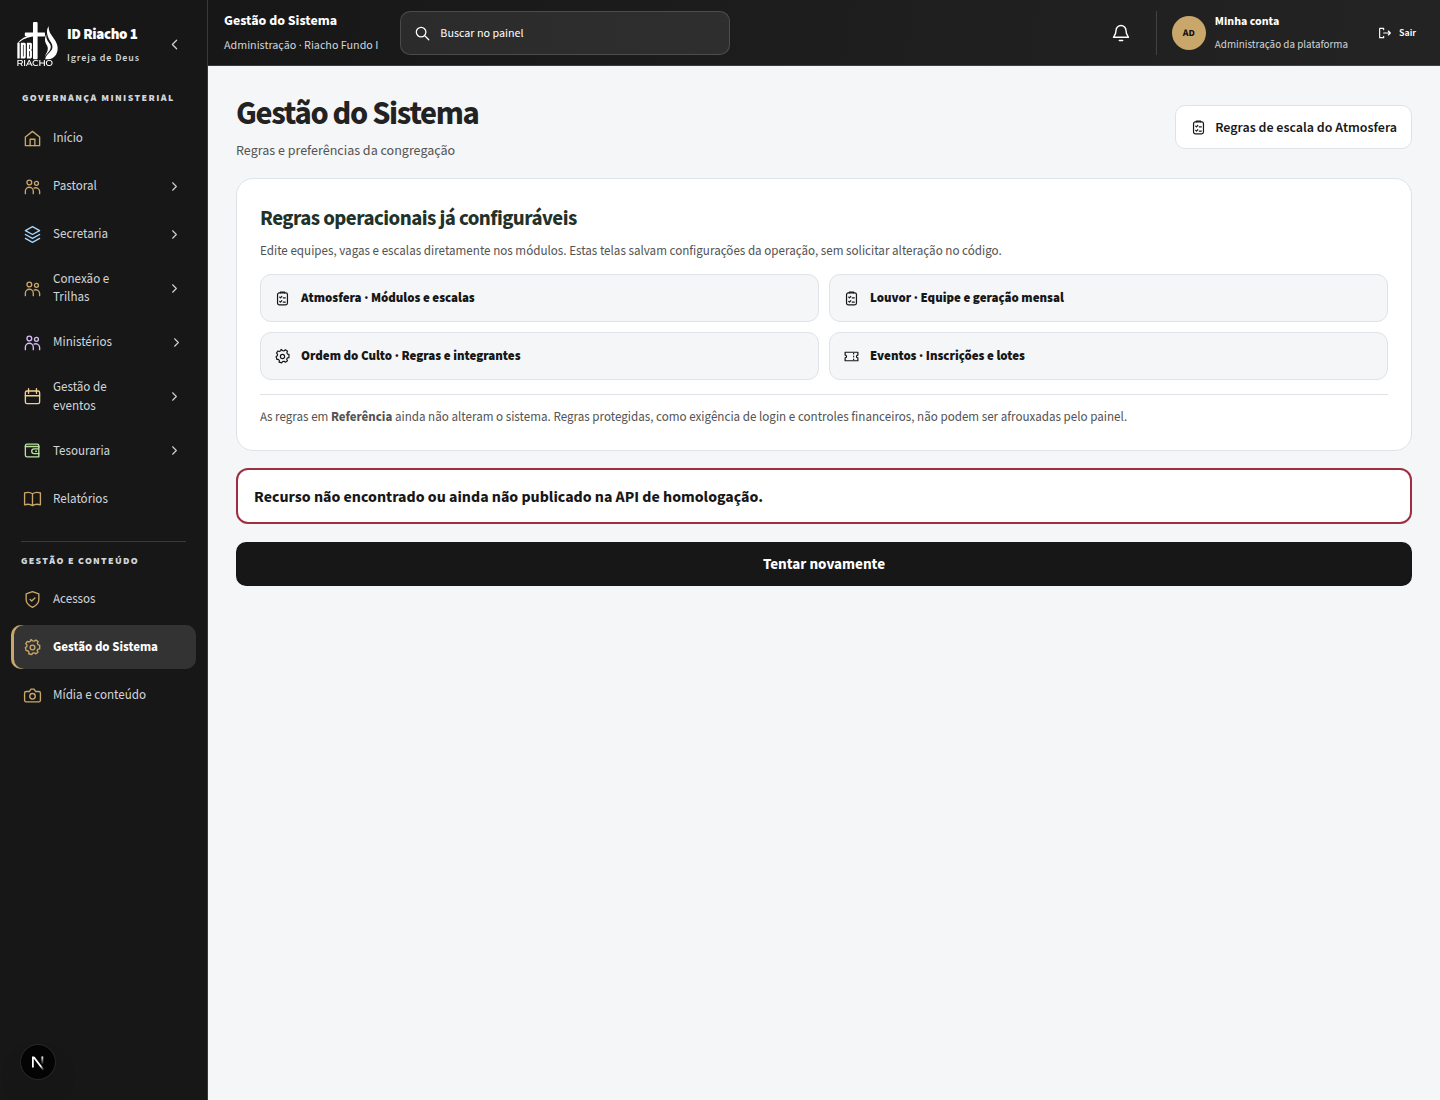 IDB
RIACHO
ID Riacho 1
Igreja de Deus
GOVERNANÇA MINISTERIAL
Início
Pastoral
Secretaria
Conexão e
Trilhas
Ministérios
Gestão de
eventos
Tesouraria
Relatórios
GESTÃO E CONTEÚDO
Acessos
Gestão do Sistema
Mídia e conteúdo
N
Gestão do Sistema
Administração · Riacho Fundo I
Buscar no painel
AD
Minha conta
Administração da plataforma
Sair
Gestão do Sistema
Regras e preferências da congregação
Regras de escala do Atmosfera
Regras operacionais já configuráveis
Edite equipes, vagas e escalas diretamente nos módulos. Estas telas salvam configurações da operação, sem solicitar alteração no código.
Atmosfera · Módulos e escalas
Louvor · Equipe e geração mensal
Ordem do Culto · Regras e integrantes
Eventos · Inscrições e lotes
As regras em Referência ainda não alteram o sistema. Regras protegidas, como exigência de login e controles financeiros, não podem ser afrouxadas pelo painel.
Recurso não encontrado ou ainda não publicado na API de homologação.
Tentar novamente